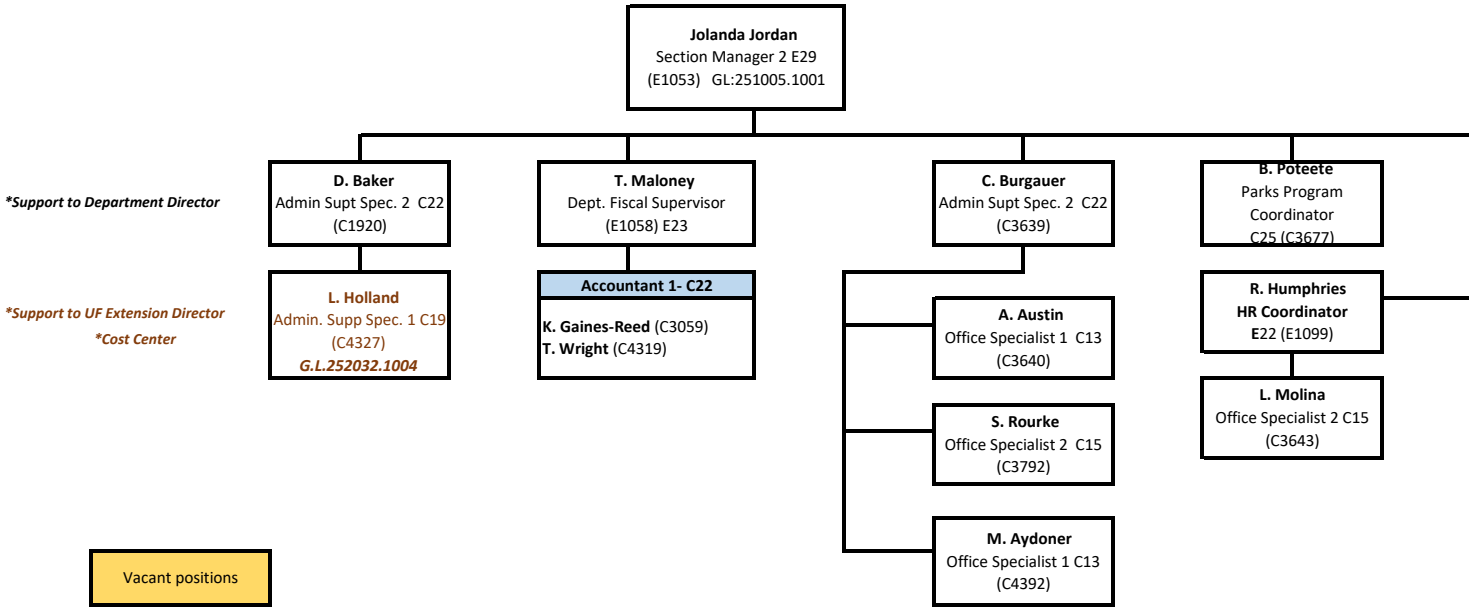 Jolanda Jordan
Section Manager 2 E29
(E1053) GL:251005.1001
*Support to Department Director
D. Baker
Admin Supt Spec. 2 C22
(C1920)
T. Maloney
Dept. Fiscal Supervisor
(E1058) E23
C. Burgauer
Admin Supt Spec. 2 C22
(C3639)
B. Poteete
Parks Program
Coordinator
C25 (C3677)
*Support to UF Extension Director
*Cost Center
L. Holland
Admin. Supp Spec. 1 C19
(C4327)
G.L.252032.1004
Accountant 1- C22
K. Gaines-Reed (C3059)
T. Wright (C4319)
A. Austin
Office Specialist 1 C13
(C3640)
R. Humphries
HR Coordinator
E22 (E1099)
S. Rourke
Office Specialist 2 C15
(C3792)
L. Molina
Office Specialist 2 C15
(C3643)
M. Aydoner
Office Specialist 1 C13
(C4392)
Vacant positions